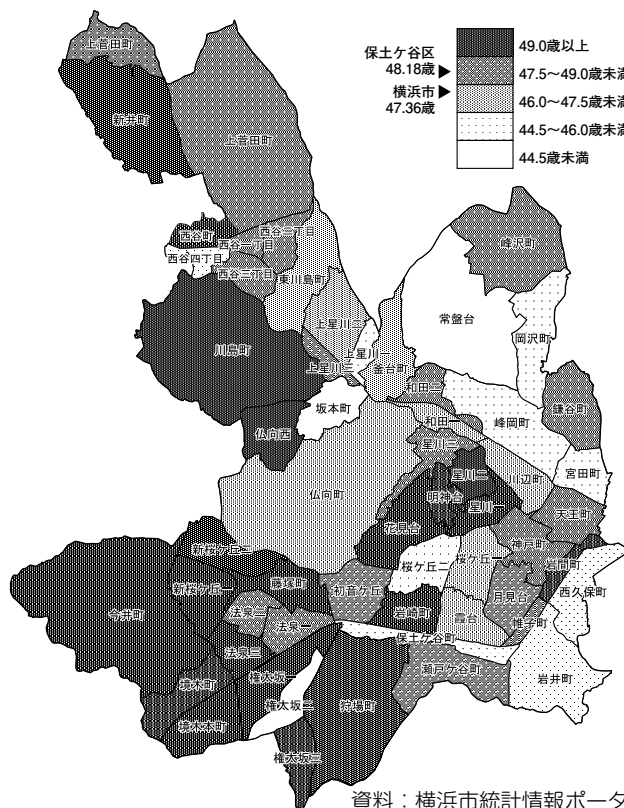 保土ケ谷区
48.18歳
横浜市
47.36歳
49.0歳以上
47.5～49.0歳未満
46.0～47.5歳未満
44.5～46.0歳未満
44.5歳未満
上菅田町
新井町
上菅田町
西谷町
西谷一丁目
西谷二丁目
西谷四丁目
西谷三丁目
東川島町
峰沢町
常盤台
岡沢町
上星川二
川島町
上星川一
上星川三
釜台町
和田二
鎌谷町
坂本町
和田一
峰岡町
仏向西
星川三
宮田町
星川二
川辺町
仏向町
明神台
星川一
天王町
花見台
神戸町
新桜ケ丘二
桜ケ丘二
桜ケ丘一
岩間町
新桜ケ丘一
藤塚町
初音ケ丘
月見台
西久保町
今井町
法泉二
岩崎町
霞台
帷子町
法泉一
保土ケ谷町
法泉三
瀬戸ケ谷町
境木町
権太坂一
岩井町
権太坂二
狩場町
境木本町
権太坂三
資料：横浜市統計情報ポータ